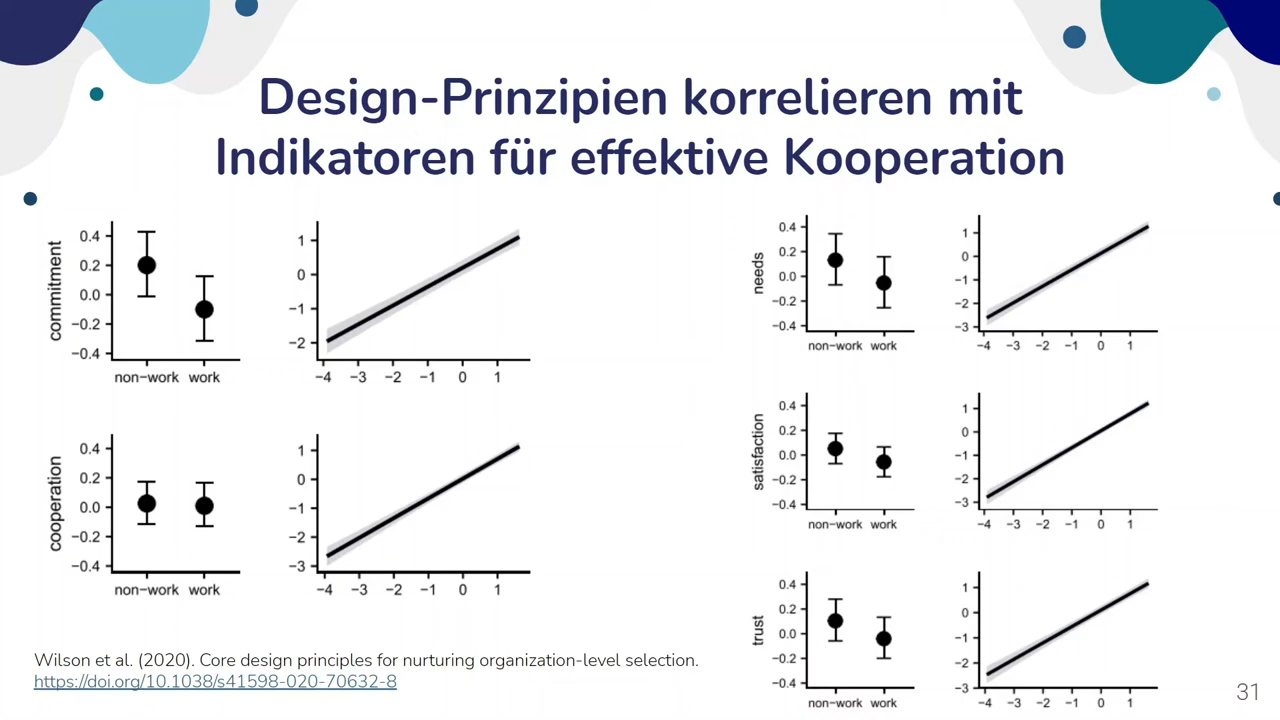 Design-Prinzipien korrelieren mit
Indikatoren für effektive Kooperation
commitment
0.4
0.2
0.0
−0.2
−0.4
non−work work
1
0
−1
−2
−4 −3 −2 −1 0 1
cooperation
0.4
0.2
0.0
−0.2
−0.4
non−work work
1
0
−1
−2
−3
−4 −3 −2 −1 0 1
needs
0.4
0.2
0.0
−0.2
−0.4
non−work work
1
0
−1
−2
−3
−4 −3 −2 −1 0 1
satisfaction
0.4
0.2
0.0
−0.2
−0.4
non−work work
1
0
−1
−2
−3
−4 −3 −2 −1 0 1
trust
0.4
0.2
0.0
−0.2
−0.4
non−work work
1
0
−1
−2
−3
−4 −3 −2 −1 0 1
Wilson et al. (2020). Core design principles for nurturing organization-level selection.
https://doi.org/10.1038/s41598-020-70632-8
31